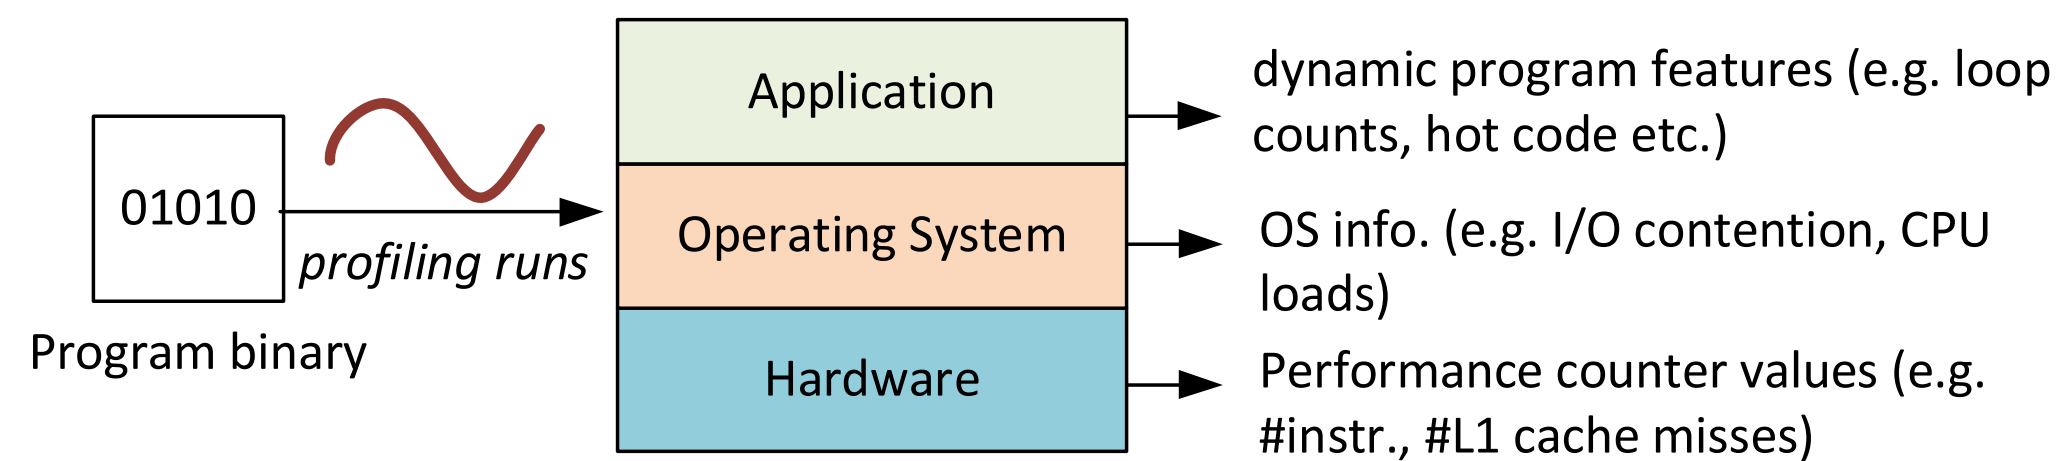 01010
Program binary
profiling runs
Application
Operating System
Hardware
dynamic program features (e.g. loop
counts, hot code etc.)
OS info. (e.g. I/O contention, CPU
loads)
Performance counter values (e.g.
#instr., #L1 cache misses)